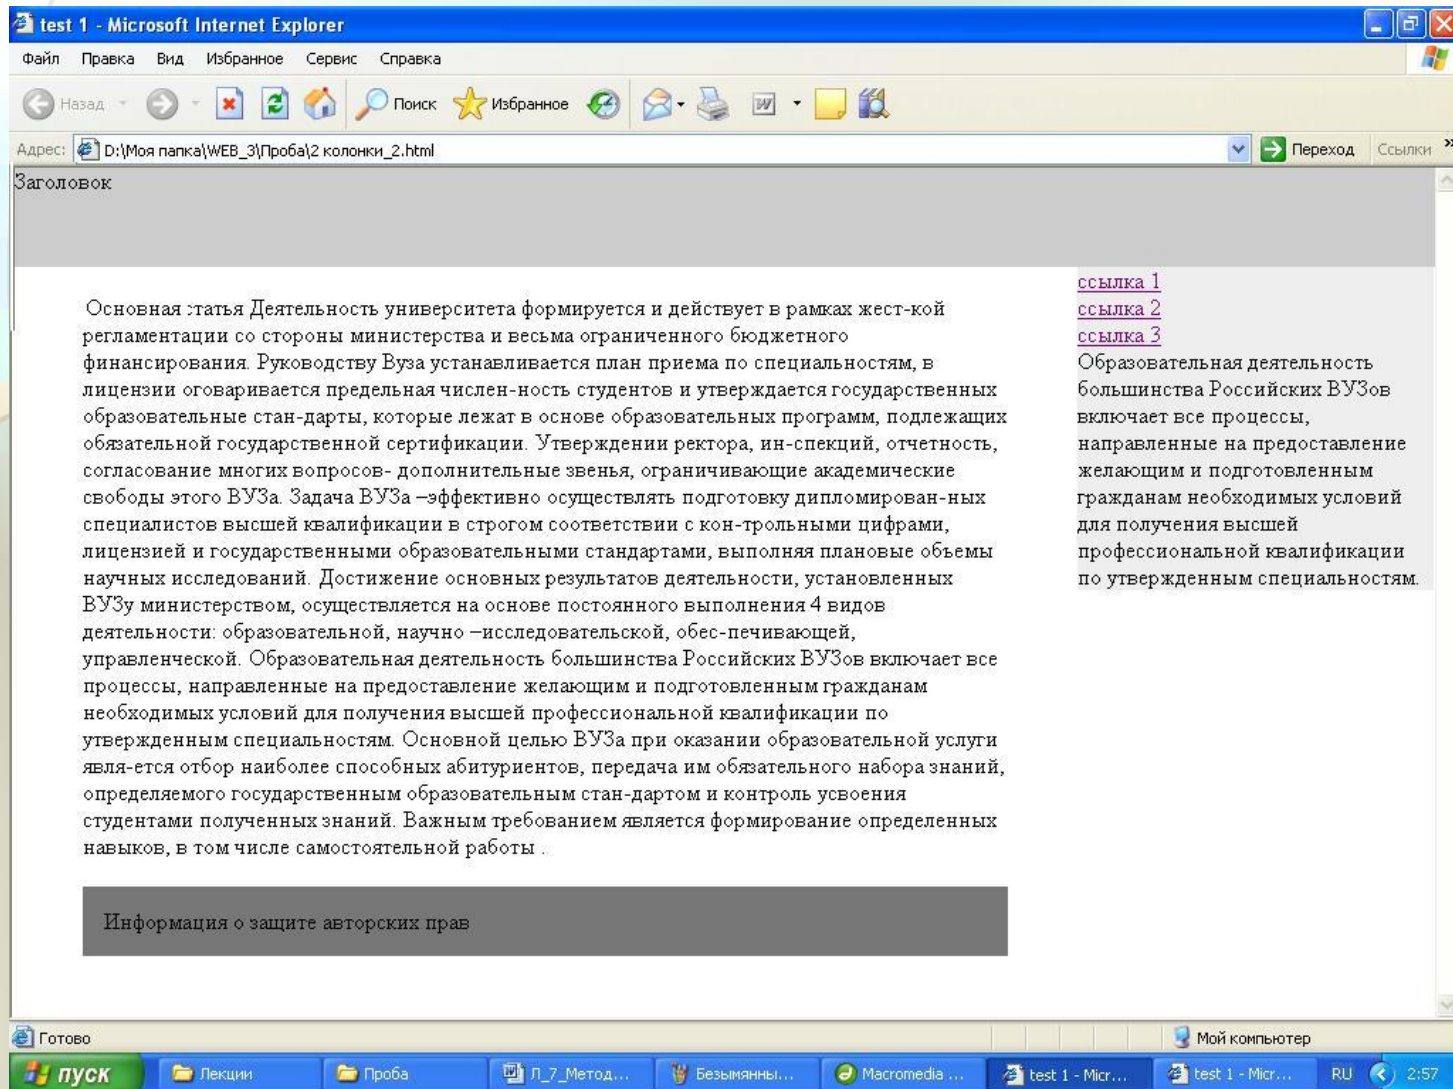 test 1 - Microsoft Internet Explorer
Файл Правка Вид Избранное Сервис Справка
Назад Поиск Избранное
Адрес: D:\Моя папка\WEB_3\Проба\2 колонки_2.html Переход Ссылки »
Заголовок
Основная статья Деятельность университета формируется и действует в рамках жест-кой
регламентации со стороны министерства и весьма ограниченного бюджетного
финансирования. Руководству Вуза устанавливается план приема по специальностям, в
лицензии оговаривается предельная числен-ность студентов и утверждается государственных
образовательные стан-дарты, которые лежат в основе образовательных программ, подлежащих
обязательной государственной сертификации. Утверждении ректора, ин-спекций, отчетность,
согласование многих вопросов- дополнительные звенья, ограничивающие академические
свободы этого ВУЗа. Задача ВУЗа –эффективно осуществлять подготовку дипломирован-ных
специалистов высшей квалификации в строгом соответствии с кон-трольными цифрами,
лицензией и государственными образовательными стандартами, выполняя плановые объемы
научных исследований. Достижение основных результатов деятельности, установленных
ВУЗу министерством, осуществляется на основе постоянного выполнения 4 видов
деятельности: образовательной, научно –исследовательской, обес-печивающей,
управленческой. Образовательная деятельность большинства Российских ВУЗов включает все
процессы, направленные на предоставление желающим и подготовленным гражданам
необходимых условий для получения высшей профессиональной квалификации по
утвержденным специальностям. Основной целью ВУЗа при оказании образовательной услуги
явля-ется отбор наиболее способных абитуриентов, передача им обязательного набора знаний,
определяемого государственным образовательным стан-дартом и контроль усвоения
студентами полученных знаний. Важным требованием является формирование определенных
навыков, в том числе самостоятельной работы .
ссылка 1
ссылка 2
ссылка 3
Образовательная деятельность
большинства Российских ВУЗов
включает все процессы,
направленные на предоставление
желающим и подготовленным
гражданам необходимых условий
для получения высшей
профессиональной квалификации
по утвержденным специальностям.
Информация о защите авторских прав
Готово Мой компьютер
пуск Лекции Проба Л_7_Метод... Безымянны... Macromedia ... test 1 - Micr... test 1 - Micr... RU 2:57